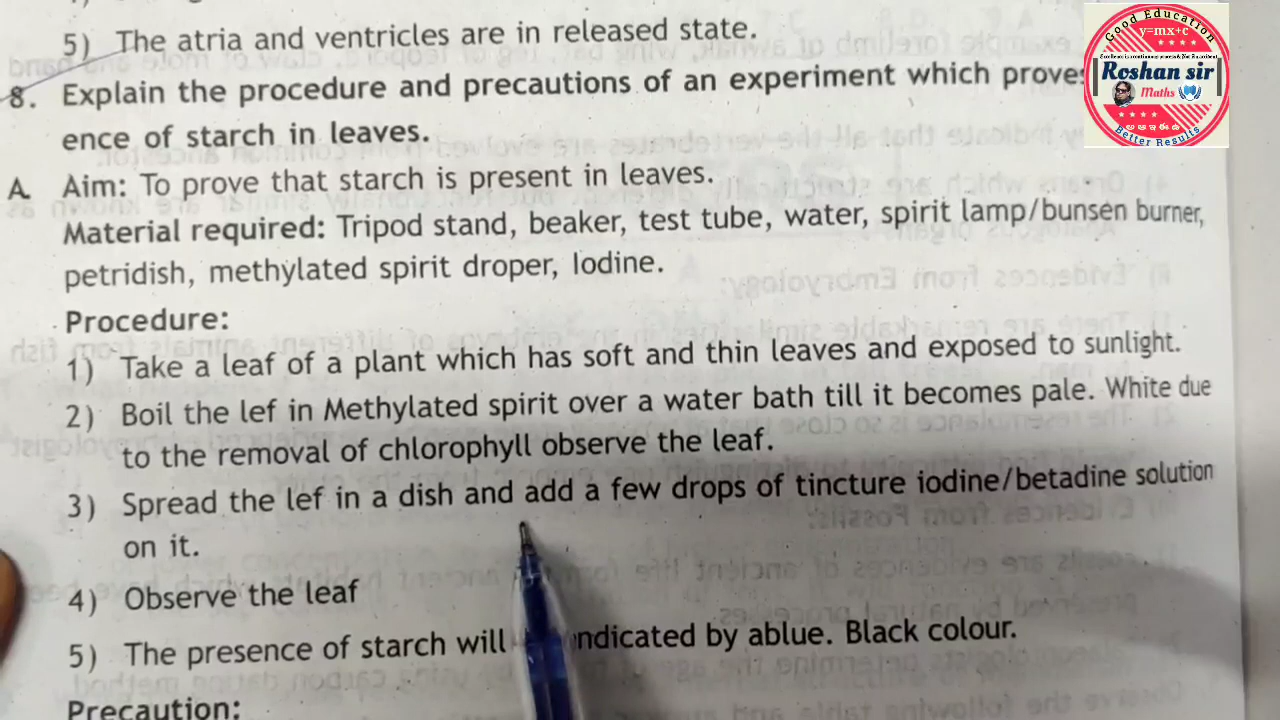 5) The atria and ventricles are in released state.
8. Explain the procedure and precautions of an experiment which prove
ence of starch in leaves.
A. Aim: To prove that starch is present in leaves.
Material required: Tripod stand, beaker, test tube, water, spirit lamp/bunsen burner,
petridish, methylated spirit droper, Iodine.
Procedure:
1) Take a leaf of a plant which has soft and thin leaves and exposed to sunlight.
2) Boil the lef in Methylated spirit over a water bath till it becomes pale. White due
to the removal of chlorophyll observe the leaf.
3) Spread the lef in a dish and add a few drops of tincture iodine/betadine solution
on it.
4) Observe the leaf
5) The presence of starch will ndicated by ablue. Black colour.
Precaution:
Good Education
y=mx+c
Roshan sir
Maths
Better Results